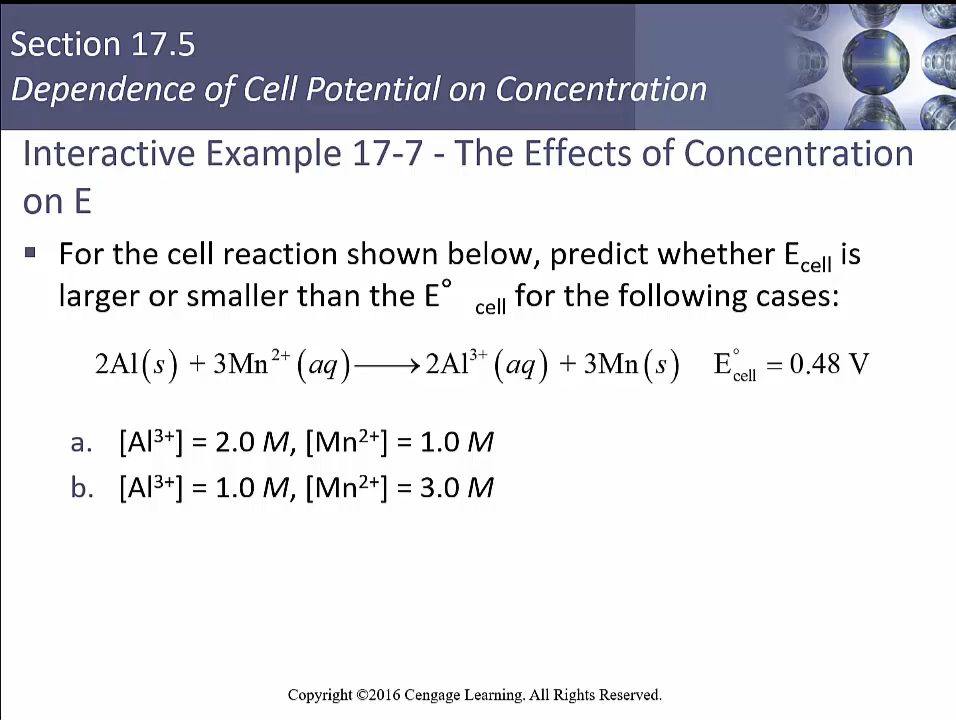 Section 17.5
Dependence of Cell Potential on Concentration
Interactive Example 17-7 - The Effects of Concentration
on E
▪ For the cell reaction shown below, predict whether E_cell is
larger or smaller than the E° _cell for the following cases:
2Al(s) + 3Mn²⁺(aq) ⟶ 2Al³⁺(aq) + 3Mn(s) E°_cell = 0.48 V
a. [Al³⁺] = 2.0 M, [Mn²⁺] = 1.0 M
b. [Al³⁺] = 1.0 M, [Mn²⁺] = 3.0 M
Copyright ©2016 Cengage Learning. All Rights Reserved.